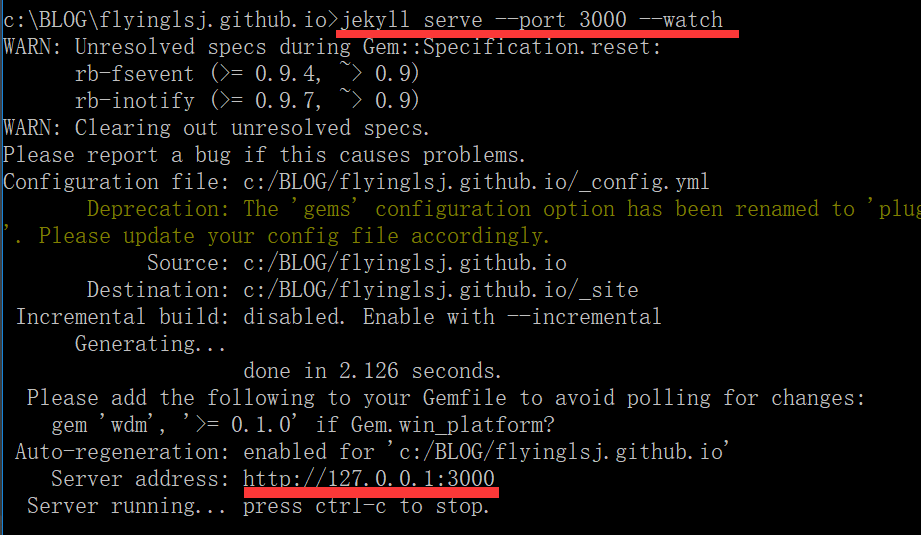 c:\BLOG\flyinglsj.github.io>jekyll serve --port 3000 --watch
WARN: Unresolved specs during Gem::Specification.reset:
      rb-fsevent (>= 0.9.4, ~> 0.9)
      rb-inotify (>= 0.9.7, ~> 0.9)
WARN: Clearing out unresolved specs.
Please report a bug if this causes problems.
Configuration file: c:/BLOG/flyinglsj.github.io/_config.yml
       Deprecation: The 'gems' configuration option has been renamed to 'plug
'. Please update your config file accordingly.
            Source: c:/BLOG/flyinglsj.github.io
       Destination: c:/BLOG/flyinglsj.github.io/_site
 Incremental build: disabled. Enable with --incremental
      Generating...
                    done in 2.126 seconds.
  Please add the following to your Gemfile to avoid polling for changes:
    gem 'wdm', '>= 0.1.0' if Gem.win_platform?
 Auto-regeneration: enabled for 'c:/BLOG/flyinglsj.github.io'
    Server address: http://127.0.0.1:3000
  Server running... press ctrl-c to stop.